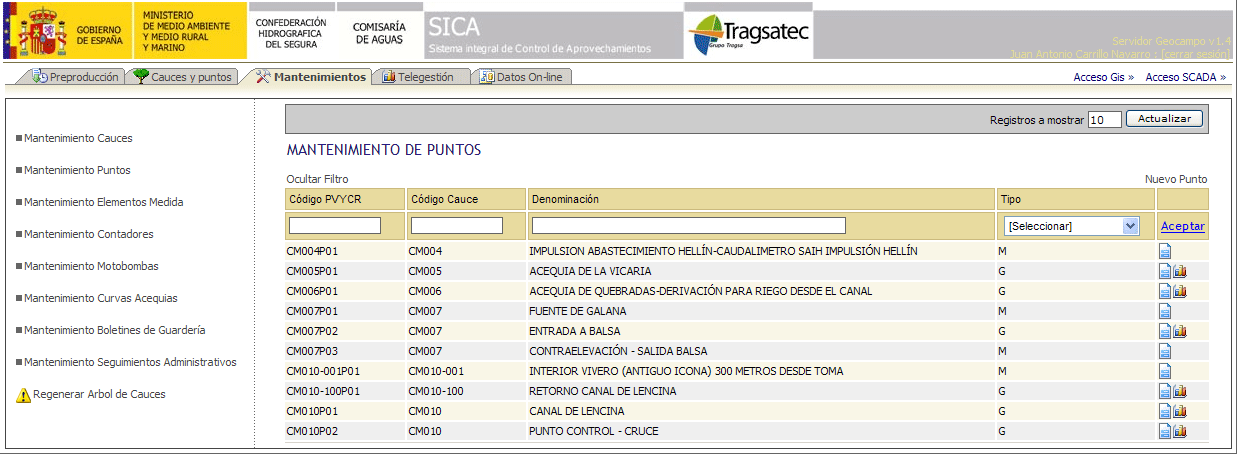 GOBIERNO
DE ESPAÑA
MINISTERIO
DE MEDIO AMBIENTE
Y MEDIO RURAL
Y MARINO
CONFEDERACIÓN
HIDROGRAFICA
DEL SEGURA
COMISARÍA
DE AGUAS
SICA
Sistema integral de Control de Aprovechamientos
Tragsatec
Grupo Tragsa
Servidor Geocampo v1.4
Juan Antonio Carrillo Navarro : [cerrar sesión]
Preproducción Cauces y puntos Mantenimientos Telegestión Datos On-line Acceso Gis » Acceso SCADA »
Mantenimiento Cauces
Mantenimiento Puntos
Mantenimiento Elementos Medida
Mantenimiento Contadores
Mantenimiento Motobombas
Mantenimiento Curvas Acequias
Mantenimiento Boletines de Guardería
Mantenimiento Seguimientos Administrativos
Regenerar Arbol de Cauces
Registros a mostrar 10 Actualizar
MANTENIMIENTO DE PUNTOS
Ocultar Filtro Nuevo Punto
Código PVYCR Código Cauce Denominación Tipo
[Seleccionar] Aceptar
CM004P01 CM004 IMPULSION ABASTECIMIENTO HELLÍN-CAUDALIMETRO SAIH IMPULSIÓN HELLÍN M
CM005P01 CM005 ACEQUIA DE LA VICARIA G
CM006P01 CM006 ACEQUIA DE QUEBRADAS-DERIVACIÓN PARA RIEGO DESDE EL CANAL G
CM007P01 CM007 FUENTE DE GALANA M
CM007P02 CM007 ENTRADA A BALSA G
CM007P03 CM007 CONTRAELEVACIÓN - SALIDA BALSA M
CM010-001P01 CM010-001 INTERIOR VIVERO (ANTIGUO ICONA) 300 METROS DESDE TOMA M
CM010-100P01 CM010-100 RETORNO CANAL DE LENCINA G
CM010P01 CM010 CANAL DE LENCINA G
CM010P02 CM010 PUNTO CONTROL - CRUCE G